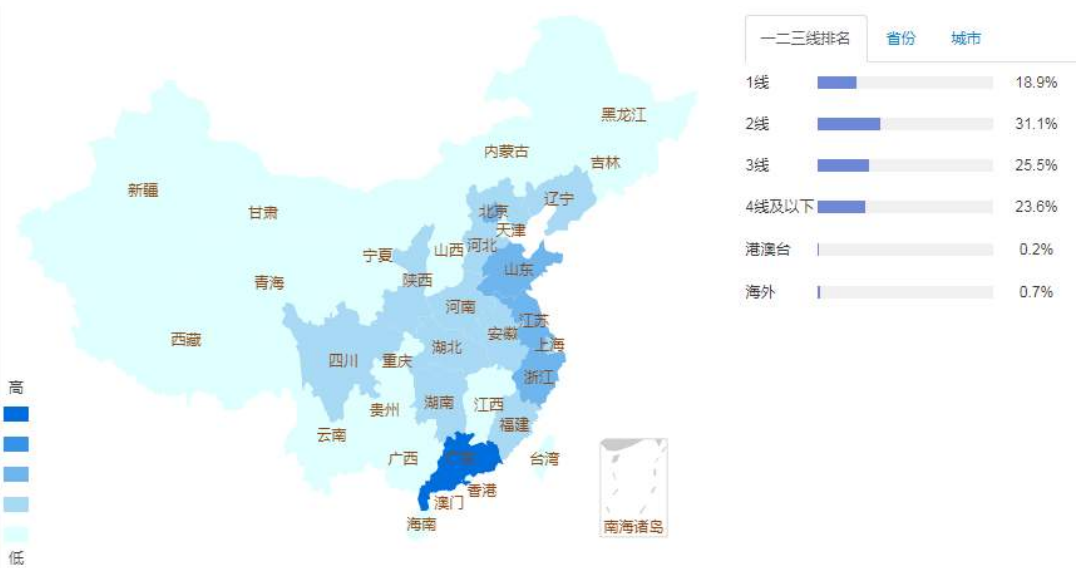 黑龙江
内蒙古
吉林
新疆
辽宁
甘肃
北京
天津
河北
山西
宁夏
山东
陕西
青海
河南
江苏
安徽
西藏
上海
湖北
四川
重庆
浙江
高
湖南
江西
贵州
福建
云南
广西
广东
台湾
香港
澳门
海南
南海诸岛
低
一二三线排名 省份 城市
1线 18.9%
2线 31.1%
3线 25.5%
4线及以下 23.6%
港澳台 0.2%
海外 0.7%